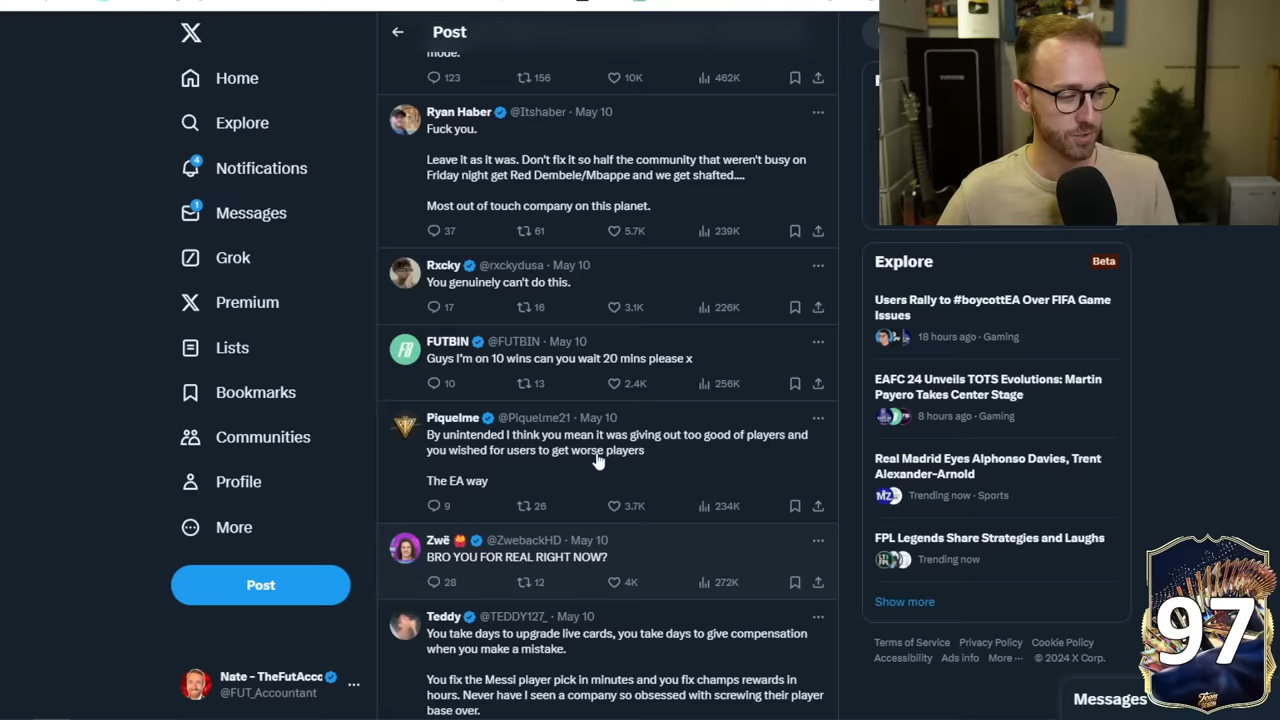 Post
Home
Explore
4
Notifications
1
Messages
Grok
Premium
Lists
Bookmarks
Communities
Profile
More
Post
Nate - TheFutAccc
@FUT_Accountant
mode.
123 156 10K 462K
Ryan Haber @Itshaber · May 10
Fuck you.
Leave it as it was. Don't fix it so half the community that weren't busy on
Friday night get Red Dembele/Mbappe and we get shafted....
Most out of touch company on this planet.
37 61 5.7K 239K
Rxcky @rxckydusa · May 10
You genuinely can't do this.
17 16 3.1K 226K
FUTBIN @FUTBIN · May 10
Guys I'm on 10 wins can you wait 20 mins please x
10 13 2.4K 256K
Piquelme @Piquelme21 · May 10
By unintended I think you mean it was giving out too good of players and
you wished for users to get worse players
The EA way
9 26 3.7K 234K
Zwë @ZwebackHD · May 10
BRO YOU FOR REAL RIGHT NOW?
28 12 4K 272K
Teddy @TEDDY127_ · May 10
You take days to upgrade live cards, you take days to give compensation
when you make a mistake.
You fix the Messi player pick in minutes and you fix champs rewards in
hours. Never have I seen a company so obsessed with screwing their player
base over.
Explore Beta
Users Rally to #boycottEA Over FIFA Game
Issues
18 hours ago · Gaming
EAFC 24 Unveils TOTS Evolutions: Martin
Payero Takes Center Stage
8 hours ago · Gaming
Real Madrid Eyes Alphonso Davies, Trent
Alexander-Arnold
Trending now · Sports
FPL Legends Share Strategies and Laughs
Trending now
Show more
Terms of Service Privacy Policy Cookie Policy
Accessibility Ads info More ··· © 2024 X Corp.
Messages
97